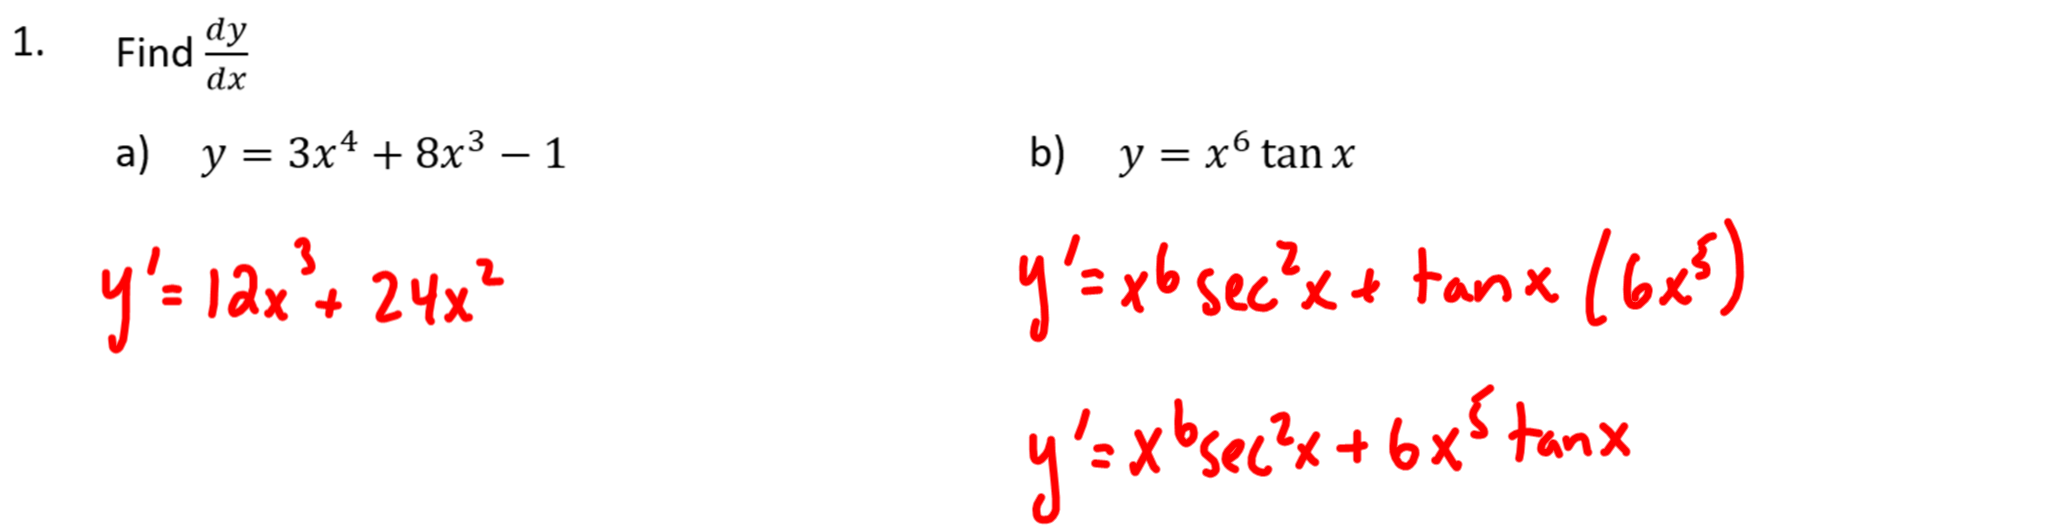 1. Find dy/dx
a) y = 3x⁴ + 8x³ − 1
y' = 12x³ + 24x²
b) y = x⁶ tan x
y' = x⁶ sec²x + tan x (6x⁵)
y' = x⁶ sec²x + 6x⁵ tan x